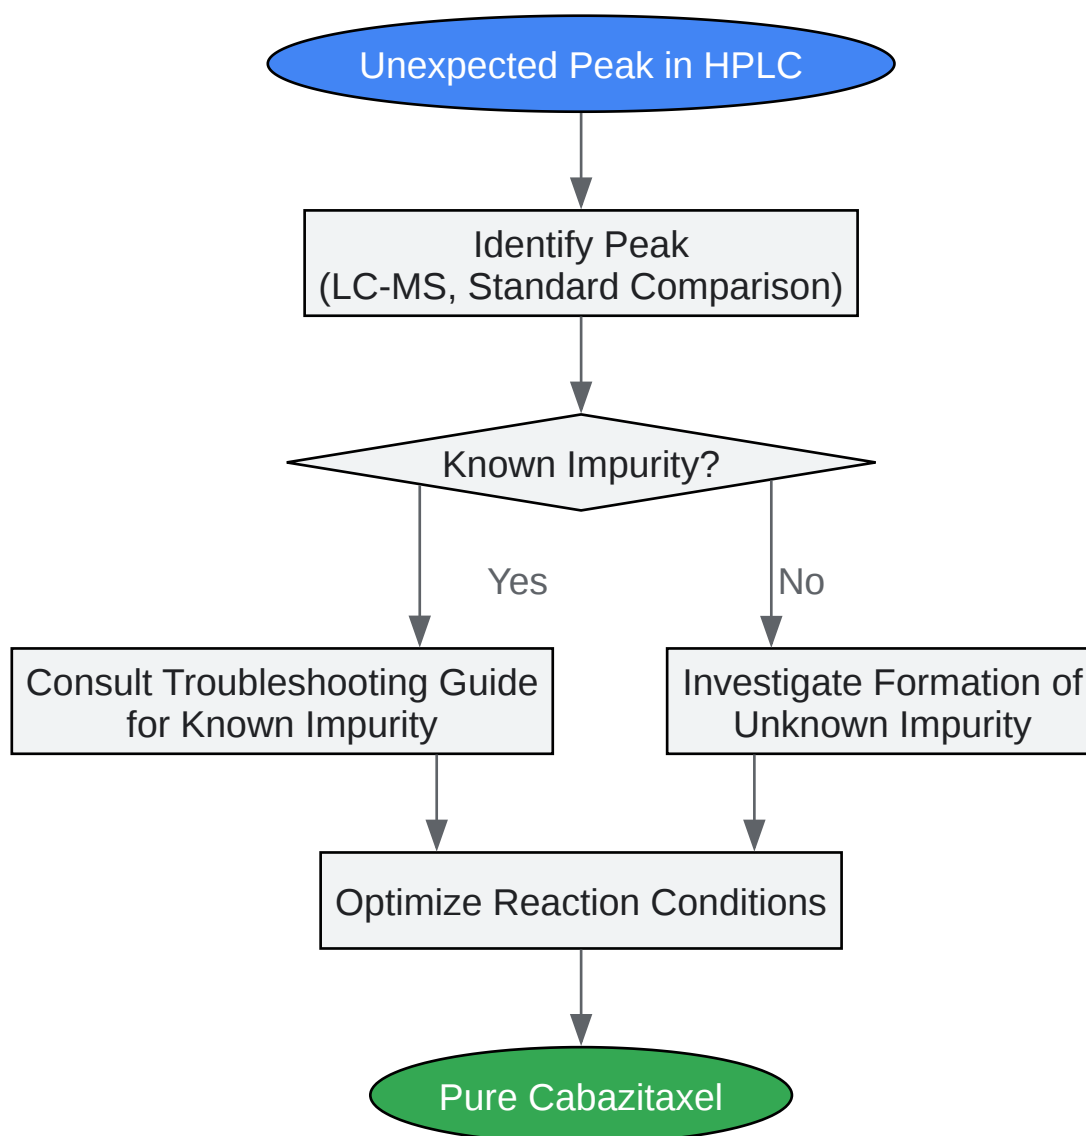 Unexpected Peak in HPLC
Identify Peak
(LC-MS, Standard Comparison)
Known Impurity?
Yes
No
Consult Troubleshooting Guide
for Known Impurity
Investigate Formation of
Unknown Impurity
Optimize Reaction Conditions
Pure Cabazitaxel